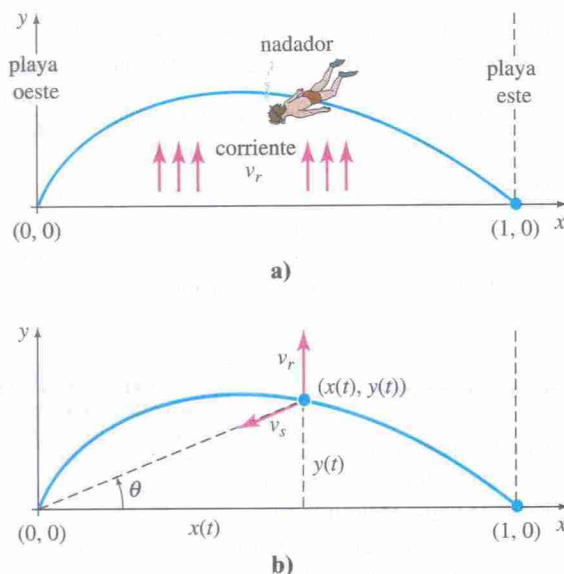 y
nadador
playa
oeste
playa
este
corriente
v_r
(0, 0)
(1, 0)
x
a)
y
v_r
(x(t), y(t))
v_s
y(t)
θ
(0, 0)
x(t)
(1, 0)
x
b)